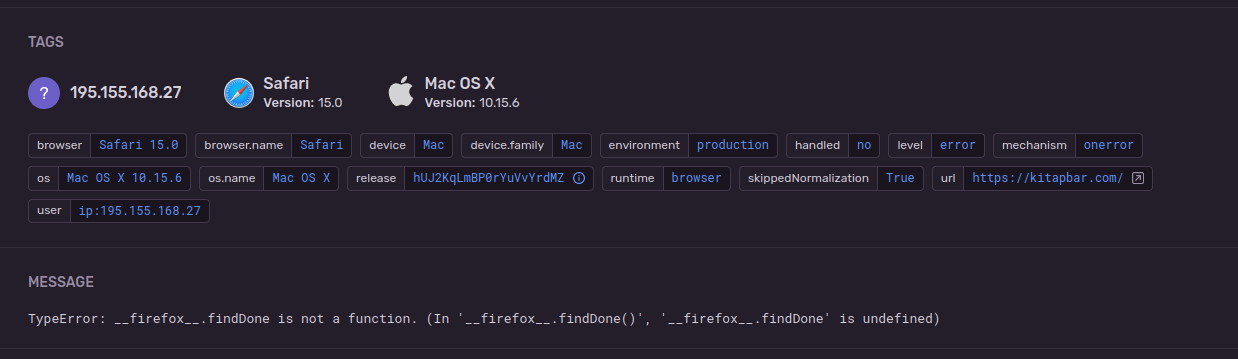 TAGS
? 195.155.168.27 Safari Version: 15.0 Mac OS X Version: 10.15.6
browser Safari 15.0 browser.name Safari device Mac device.family Mac environment production handled no level error mechanism onerror
os Mac OS X 10.15.6 os.name Mac OS X release hUJ2KqLmBP0rYuVvYrdMZ runtime browser skippedNormalization True url https://kitapbar.com/
user ip:195.155.168.27
MESSAGE
TypeError: __firefox__.findDone is not a function. (In '__firefox__.findDone()', '__firefox__.findDone' is undefined)